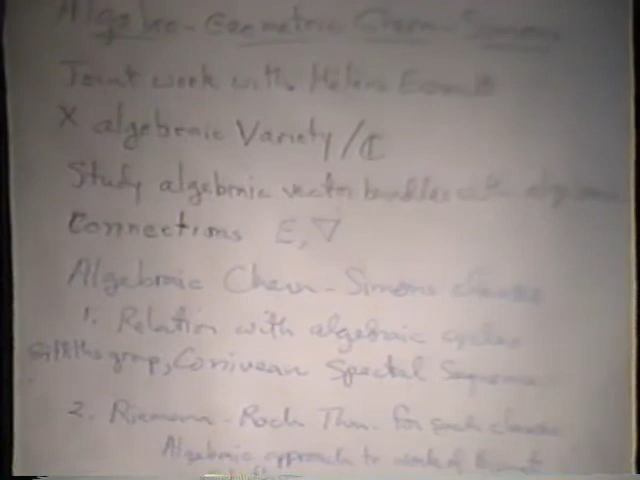 Algebro-Geometric Chern-Simons
Joint work with Hélène Esnault
X algebraic Variety /ℂ
Study algebraic vector bundles with
Connections E, ∇
Algebraic Chern-Simons classes
1. Relation with algebraic cycles
Griffiths group, Coniveau Spectral Sequence
2. Riemann-Roch Thm. for such classes
Algebraic approach to work of Bismut